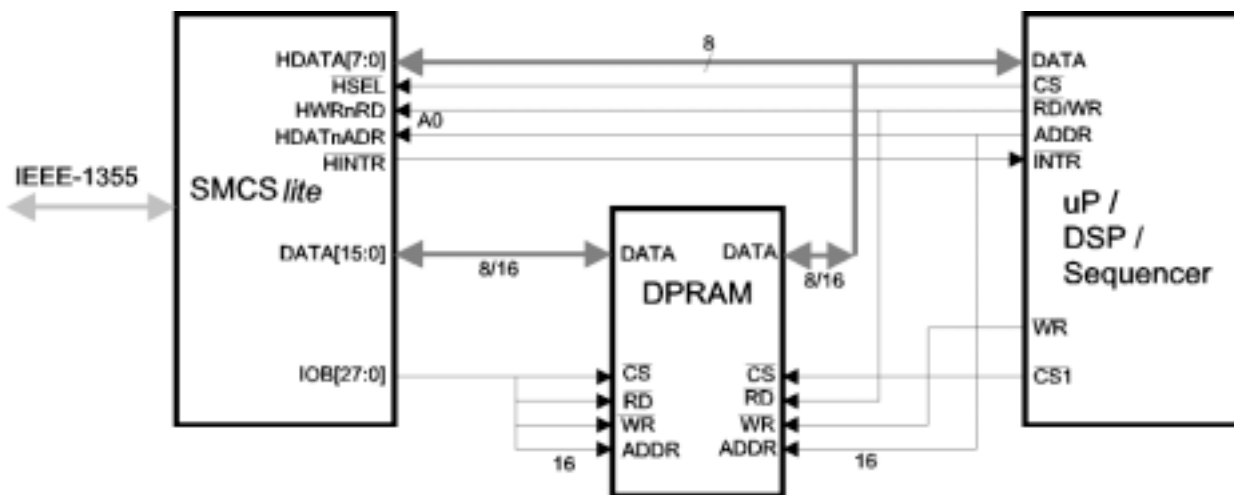 HDATA[7:0]
HSEL
HWRnRD
HDATnADR
HINTR
A0
8
DATA
CS
RD/WR
ADDR
INTR
IEEE-1355
SMCS lite
uP /
DSP /
Sequencer
DATA[15:0]
8/16
DATA DATA
8/16
DPRAM
IOB[27:0]
CS
RD
WR
ADDR
16
CS
RD
WR
ADDR
16
WR
CS1